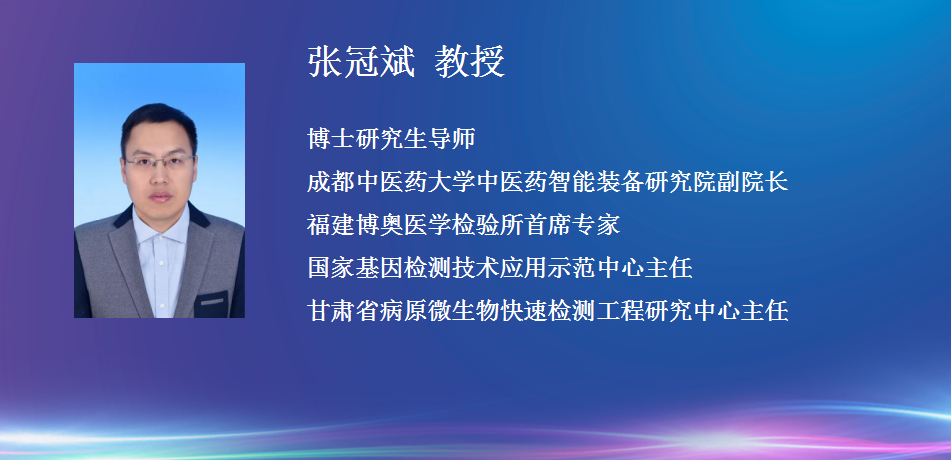 张冠斌 教授
博士研究生导师
成都中医药大学中医药智能装备研究院副院长
福建博奥医学检验所首席专家
国家基因检测技术应用示范中心主任
甘肃省病原微生物快速检测工程研究中心主任